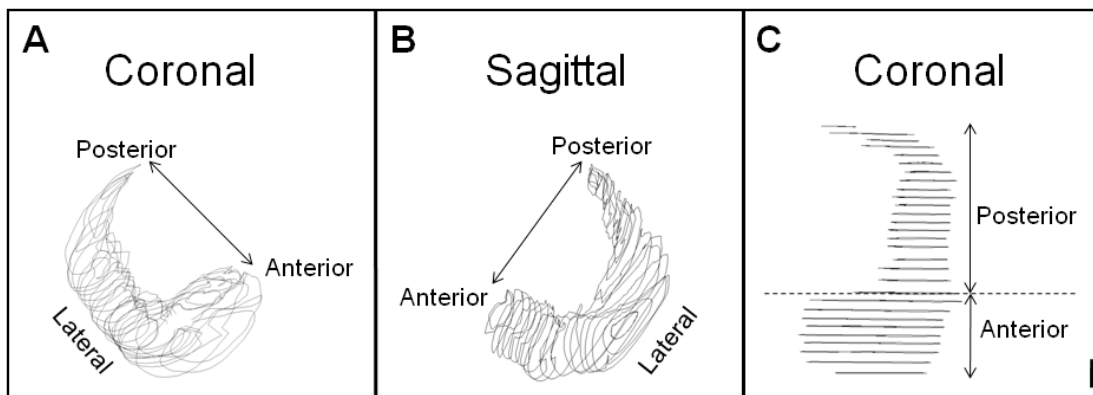 A
Coronal
Posterior
Anterior
Lateral
B
Sagittal
Posterior
Anterior
Lateral
C
Coronal
Posterior
Anterior